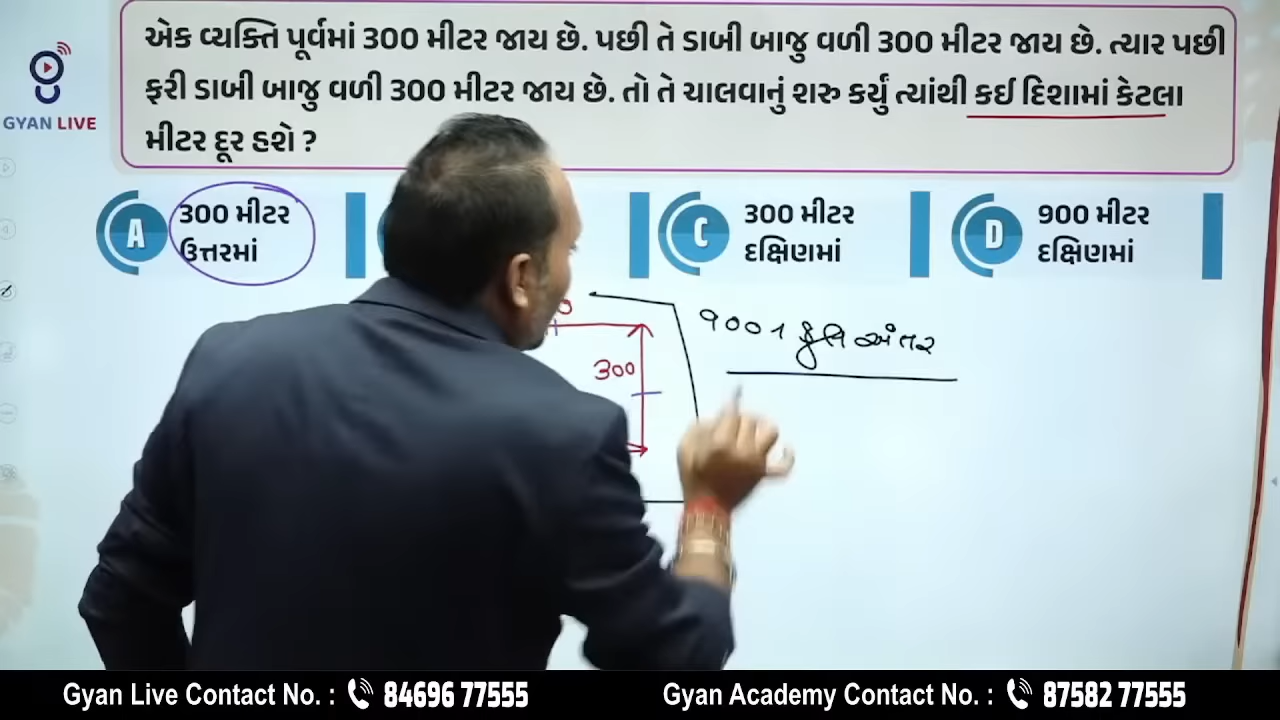 એક વ્યક્તિ પૂર્વમાં 300 મીટર જાય છે. પછી તે ડાબી બાજુ વળી 300 મીટર જાય છે. ત્યાર પછી
ફરી ડાબી બાજુ વળી 300 મીટર જાય છે. તો તે ચાલવાનું શરુ કર્યું ત્યાંથી કઈ દિશામાં કેટલા
મીટર દૂર હશે ?
GYAN LIVE
A 300 મીટર
ઉત્તરમાં
C 300 મીટર
દક્ષિણમાં
D 900 મીટર
દક્ષિણમાં
300
અંતર
Gyan Live Contact No. : 84696 77555
Gyan Academy Contact No. : 87582 77555